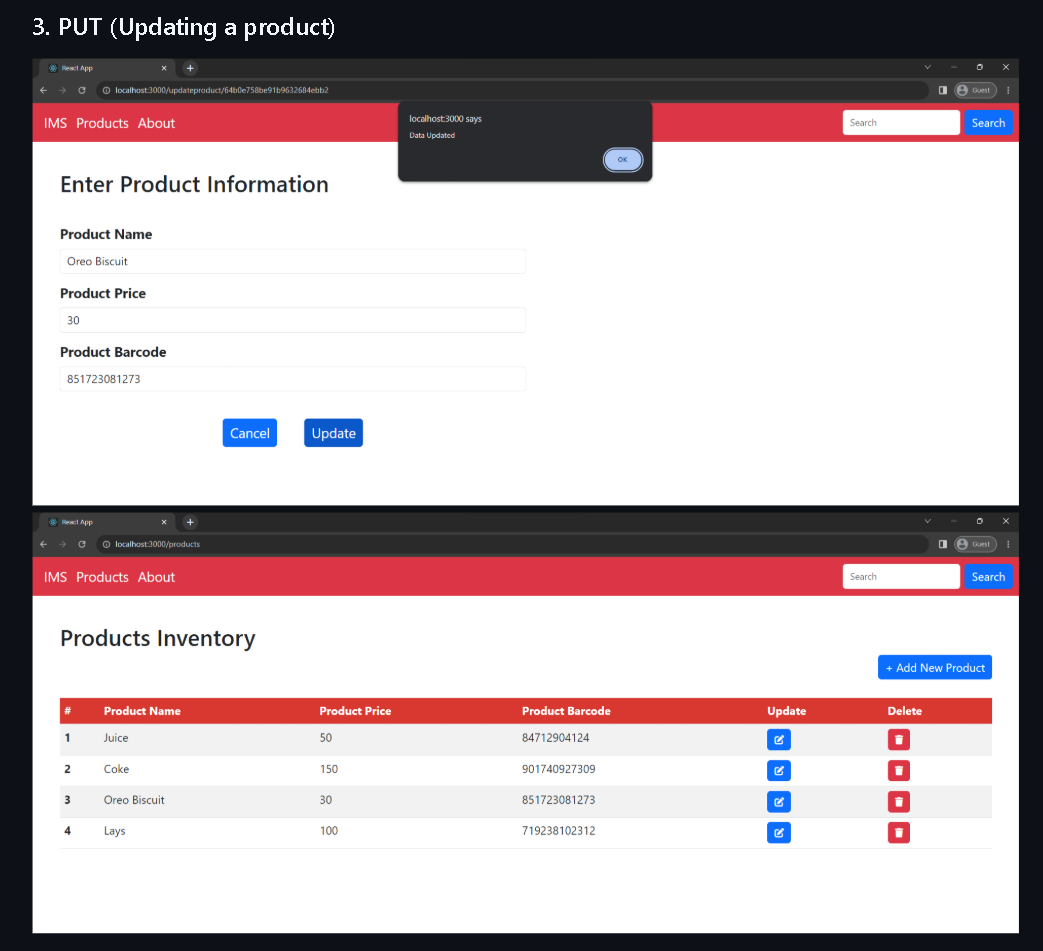 3. PUT (Updating a product)
React App
localhost:3000/updateproduct/64b0e758be91b9632684ebb2
Guest
IMS Products About
Search Search
localhost:3000 says
Data Updated
OK
Enter Product Information
Product Name
Oreo Biscuit
Product Price
30
Product Barcode
851723081273
Cancel Update
React App
localhost:3000/products
Guest
IMS Products About
Search Search
Products Inventory
+ Add New Product
# Product Name Product Price Product Barcode Update Delete
1 Juice 50 84712904124
2 Coke 150 901740927309
3 Oreo Biscuit 30 851723081273
4 Lays 100 719238102312